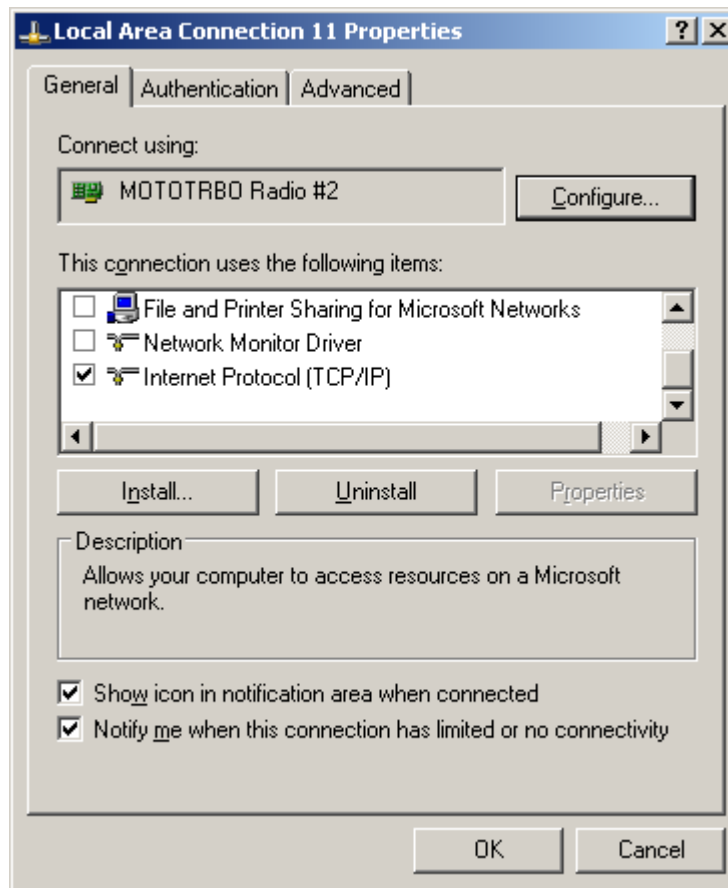 Local Area Connection 11 Properties
General Authentication Advanced
Connect using:
MOTOTRBO Radio #2
Configure...
This connection uses the following items:
File and Printer Sharing for Microsoft Networks
Network Monitor Driver
Internet Protocol (TCP/IP)
Install... Uninstall Properties
Description
Allows your computer to access resources on a Microsoft
network.
Show icon in notification area when connected
Notify me when this connection has limited or no connectivity
OK Cancel